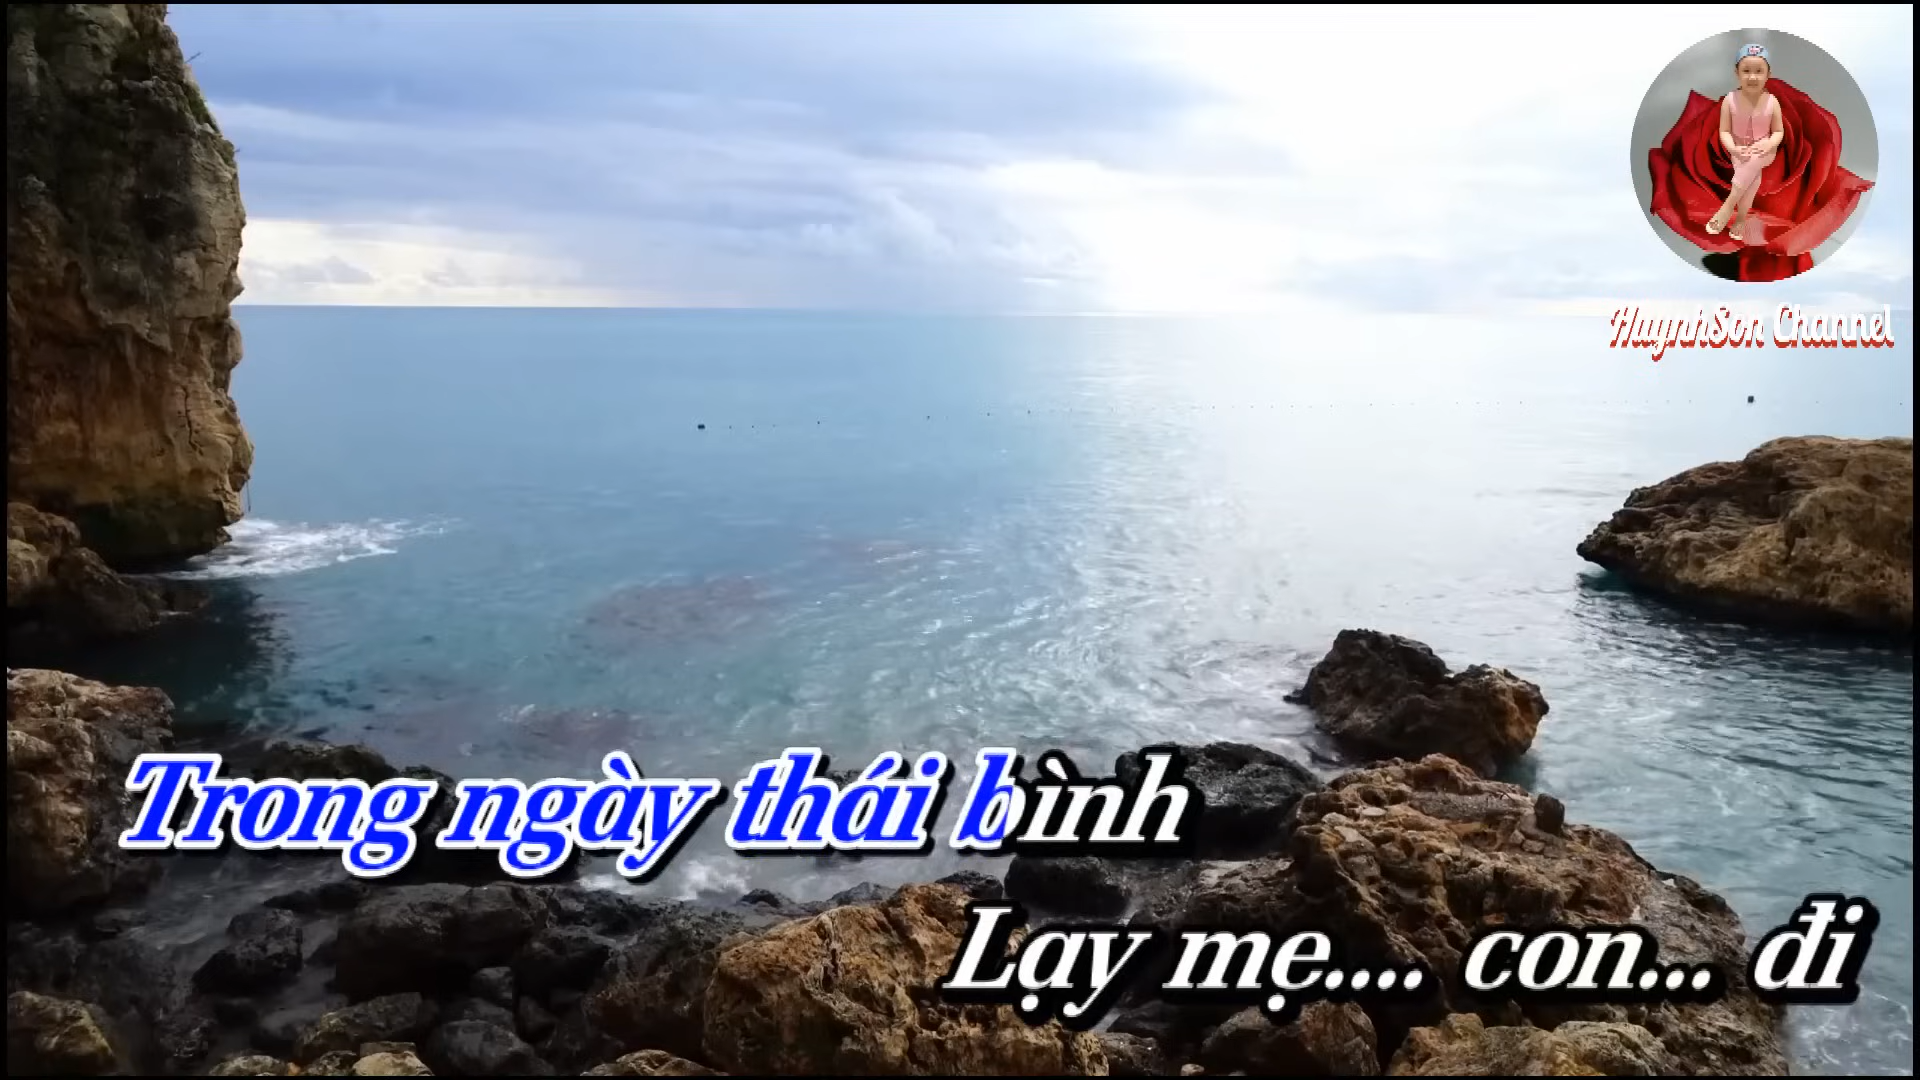 HuynhSon Channel
Trong ngày thái bình
Lạy mẹ.... con... đi